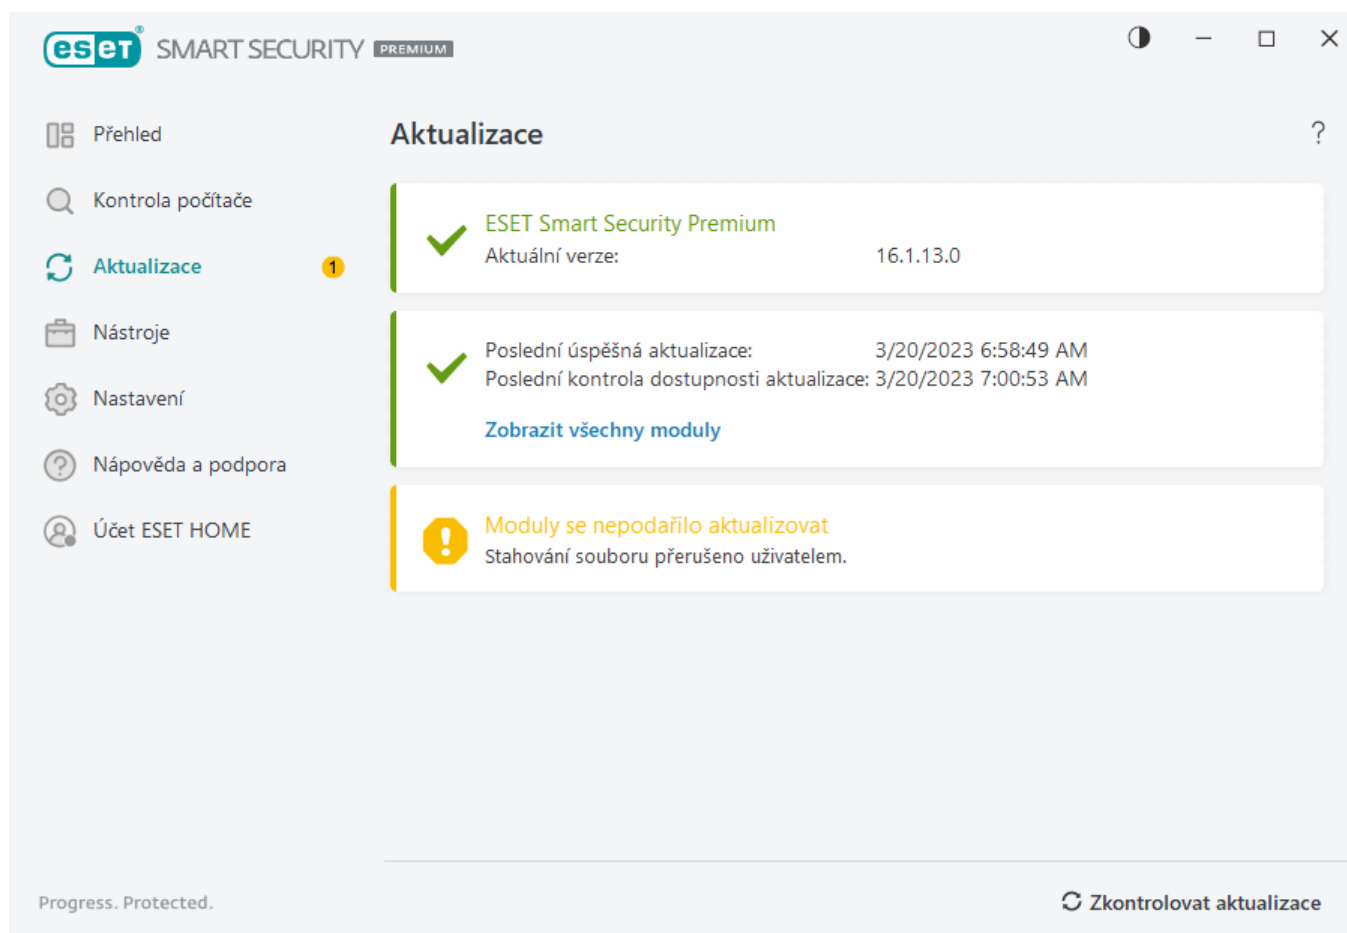 eset® SMART SECURITY PREMIUM
Přehled
Kontrola počítače
Aktualizace 1
Nástroje
Nastavení
Nápověda a podpora
Účet ESET HOME
Aktualizace ?
ESET Smart Security Premium
Aktuální verze: 16.1.13.0
Poslední úspěšná aktualizace: 3/20/2023 6:58:49 AM
Poslední kontrola dostupnosti aktualizace: 3/20/2023 7:00:53 AM
Zobrazit všechny moduly
Moduly se nepodařilo aktualizovat
Stahování souboru přerušeno uživatelem.
Progress. Protected.
Zkontrolovat aktualizace